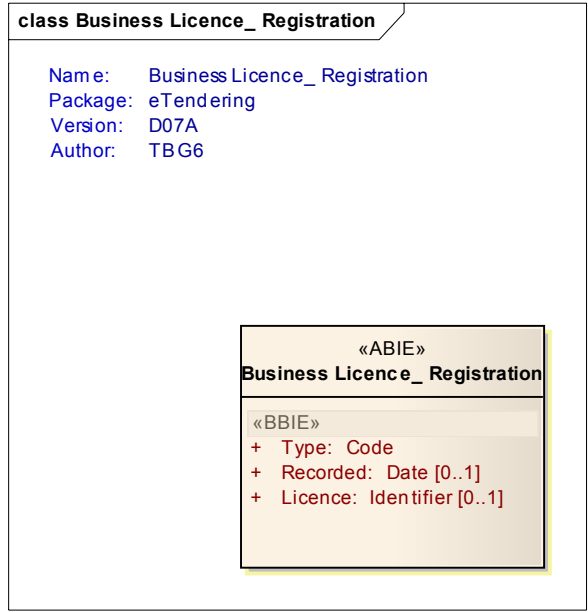 class Business Licence_ Registration
Name: Business Licence_ Registration
Package: eTendering
Version: D07A
Author: TBG6
«ABIE»
Business Licence_ Registration
«BBIE»
+ Type: Code
+ Recorded: Date [0..1]
+ Licence: Identifier [0..1]